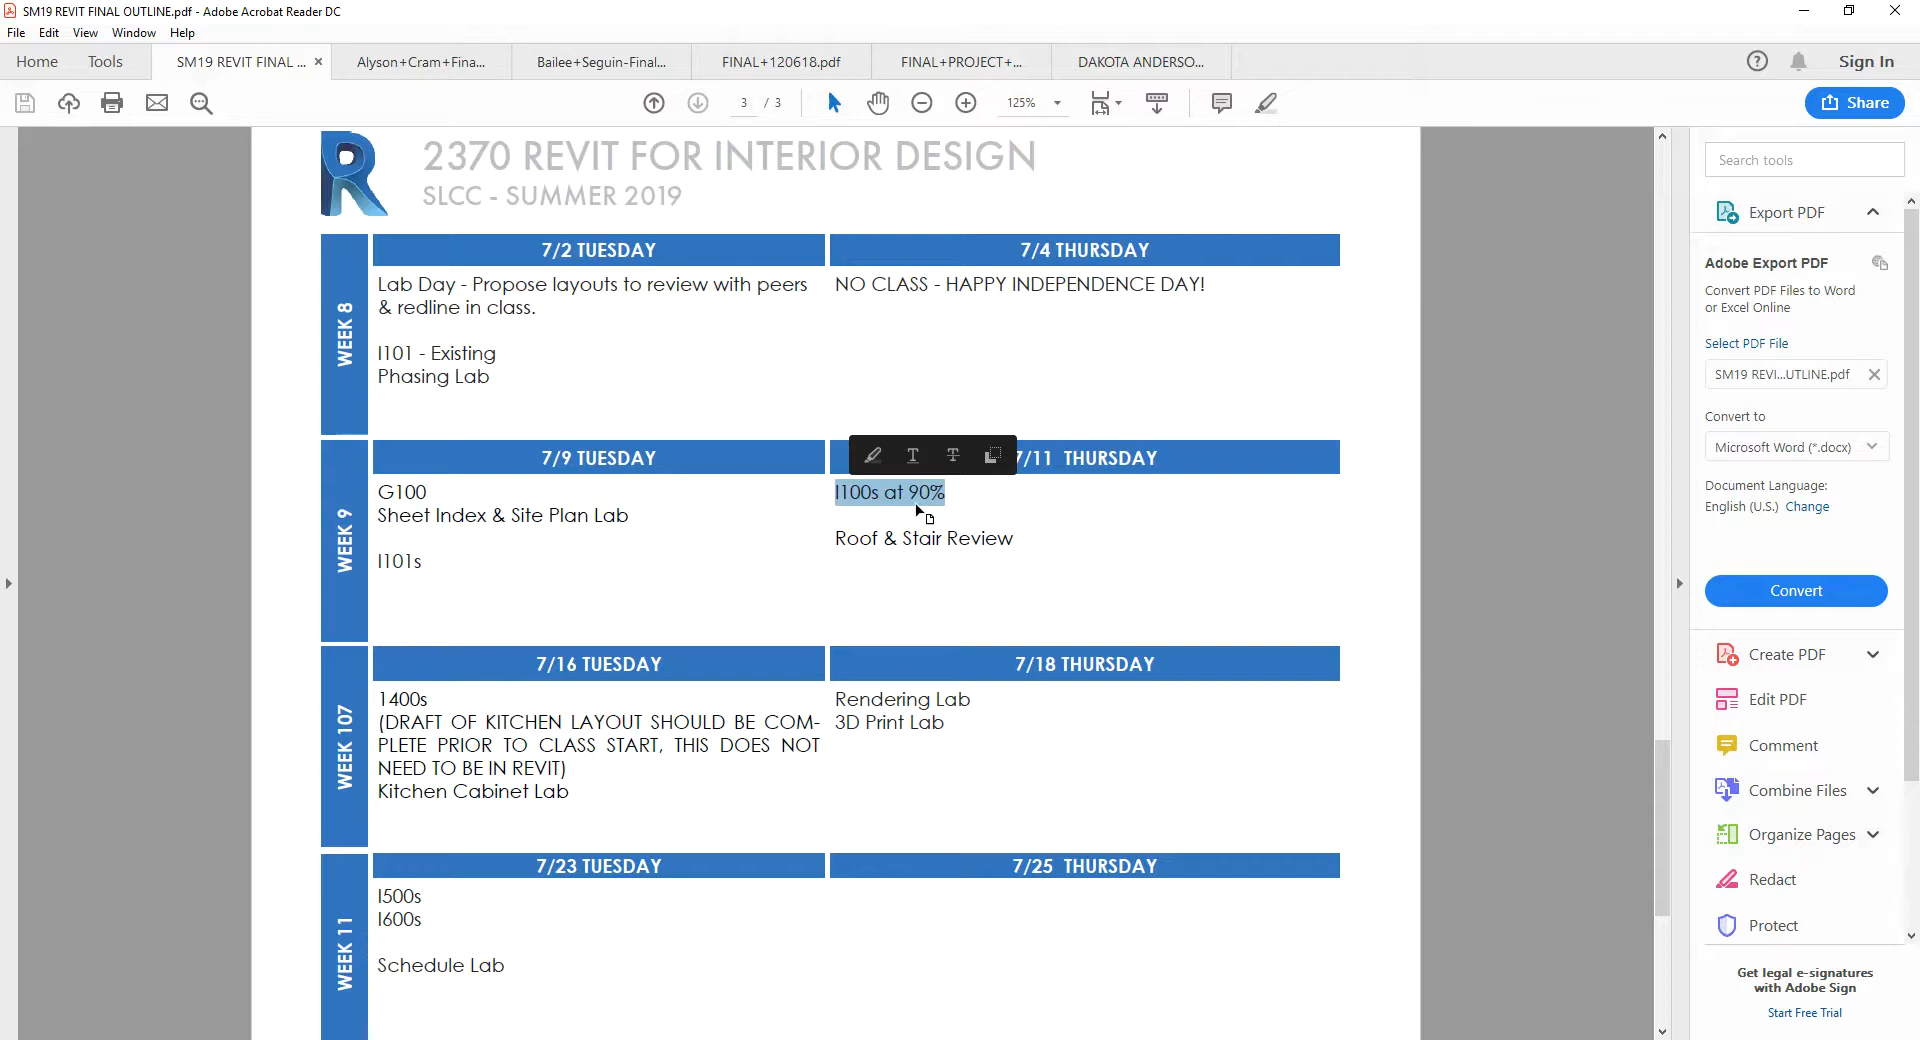 SM19 REVIT FINAL OUTLINE.pdf - Adobe Acrobat Reader DC
File Edit View Window Help
Home Tools SM19 REVIT FINAL ... × Alyson+Cram+Fina... Bailee+Seguin-Final... FINAL+120618.pdf FINAL+PROJECT+... DAKOTA ANDERSO... Sign In
3 / 3 125% Share
2370 REVIT FOR INTERIOR DESIGN
SLCC - SUMMER 2019
WEEK 8
7/2 TUESDAY
Lab Day - Propose layouts to review with peers
& redline in class.
I101 - Existing
Phasing Lab
7/4 THURSDAY
NO CLASS - HAPPY INDEPENDENCE DAY!
WEEK 9
7/9 TUESDAY
G100
Sheet Index & Site Plan Lab
I101s
7/11 THURSDAY
I100s at 90%
Roof & Stair Review
WEEK 107
7/16 TUESDAY
1400s
(DRAFT OF KITCHEN LAYOUT SHOULD BE COM-
PLETE PRIOR TO CLASS START, THIS DOES NOT
NEED TO BE IN REVIT)
Kitchen Cabinet Lab
7/18 THURSDAY
Rendering Lab
3D Print Lab
WEEK 11
7/23 TUESDAY
I500s
I600s
Schedule Lab
7/25 THURSDAY
Search tools
Export PDF
Adobe Export PDF
Convert PDF Files to Word
or Excel Online
Select PDF File
SM19 REVI...UTLINE.pdf
Convert to
Microsoft Word (*.docx)
Document Language:
English (U.S.) Change
Convert
Create PDF
Edit PDF
Comment
Combine Files
Organize Pages
Redact
Protect
Get legal e-signatures
with Adobe Sign
Start Free Trial